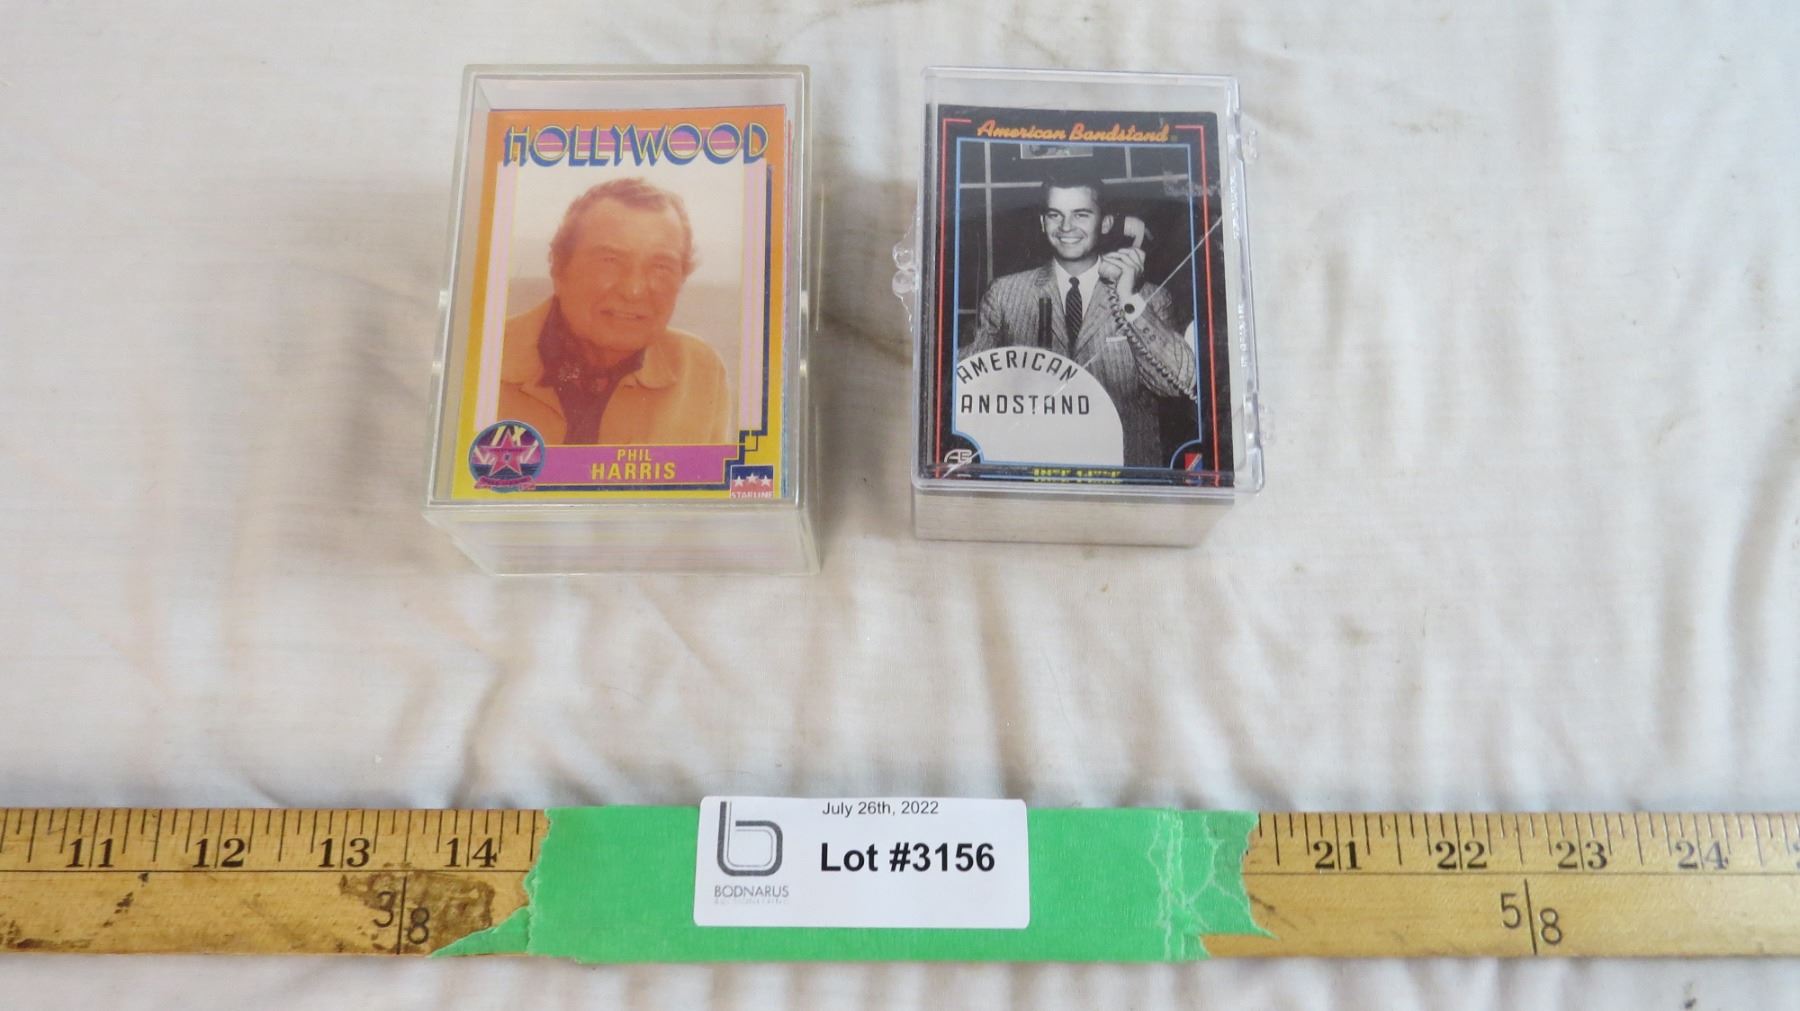 HOLLYWOOD
PHIL
HARRIS
STARLINE
American Bandstand
AMERICAN
ANDSTAND
July 26th, 2022
Lot #3156
BODNARUS
11 12 13 14 21 22 23 24
3/8 5/8